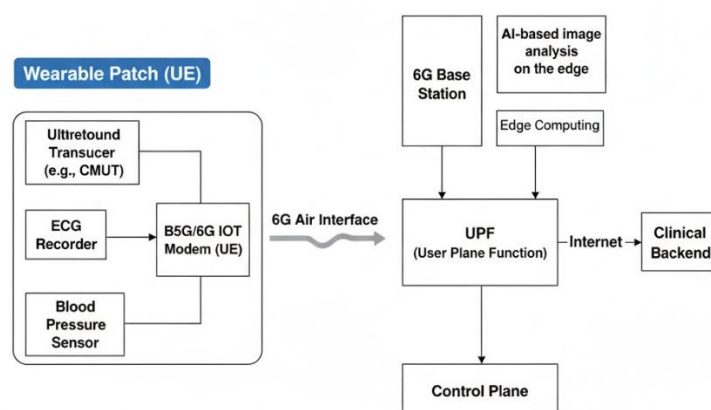 Wearable Patch (UE)
Ultretound
Transucer
(e.g., CMUT)
ECG
Recorder
Blood
Pressure
Sensor
B5G/6G IOT
Modem (UE)
6G Air Interface
6G Base
Station
AI-based image
analysis
on the edge
Edge Computing
UPF
(User Plane Function)
Internet
Clinical
Backend
Control Plane